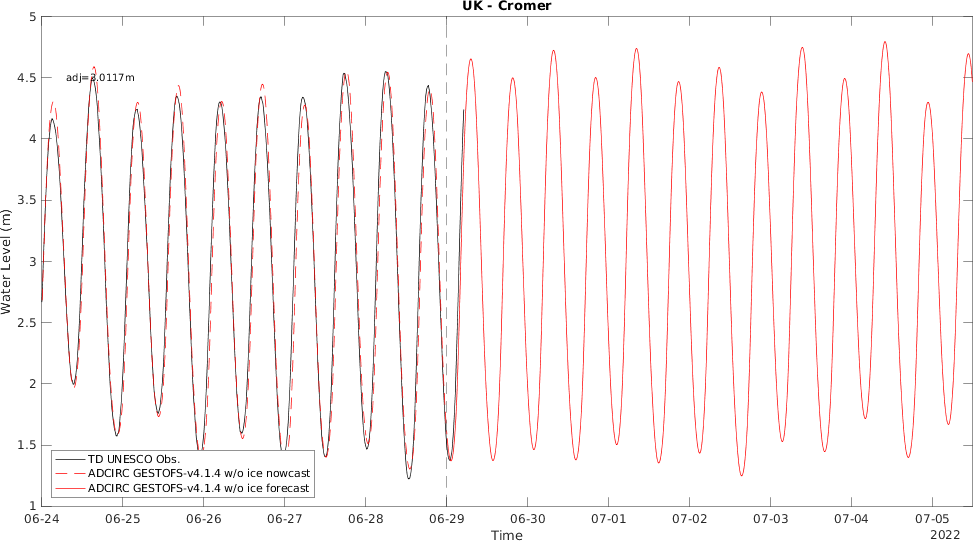 UK - Cromer
5
4.5
4
3.5
3
2.5
2
1.5
1
Water Level (m)
adj=3.0117m
TD UNESCO Obs.
ADCIRC GESTOFS-v4.1.4 w/o ice nowcast
ADCIRC GESTOFS-v4.1.4 w/o ice forecast
06-24 06-25 06-26 06-27 06-28 06-29 06-30 07-01 07-02 07-03 07-04 07-05
Time
2022